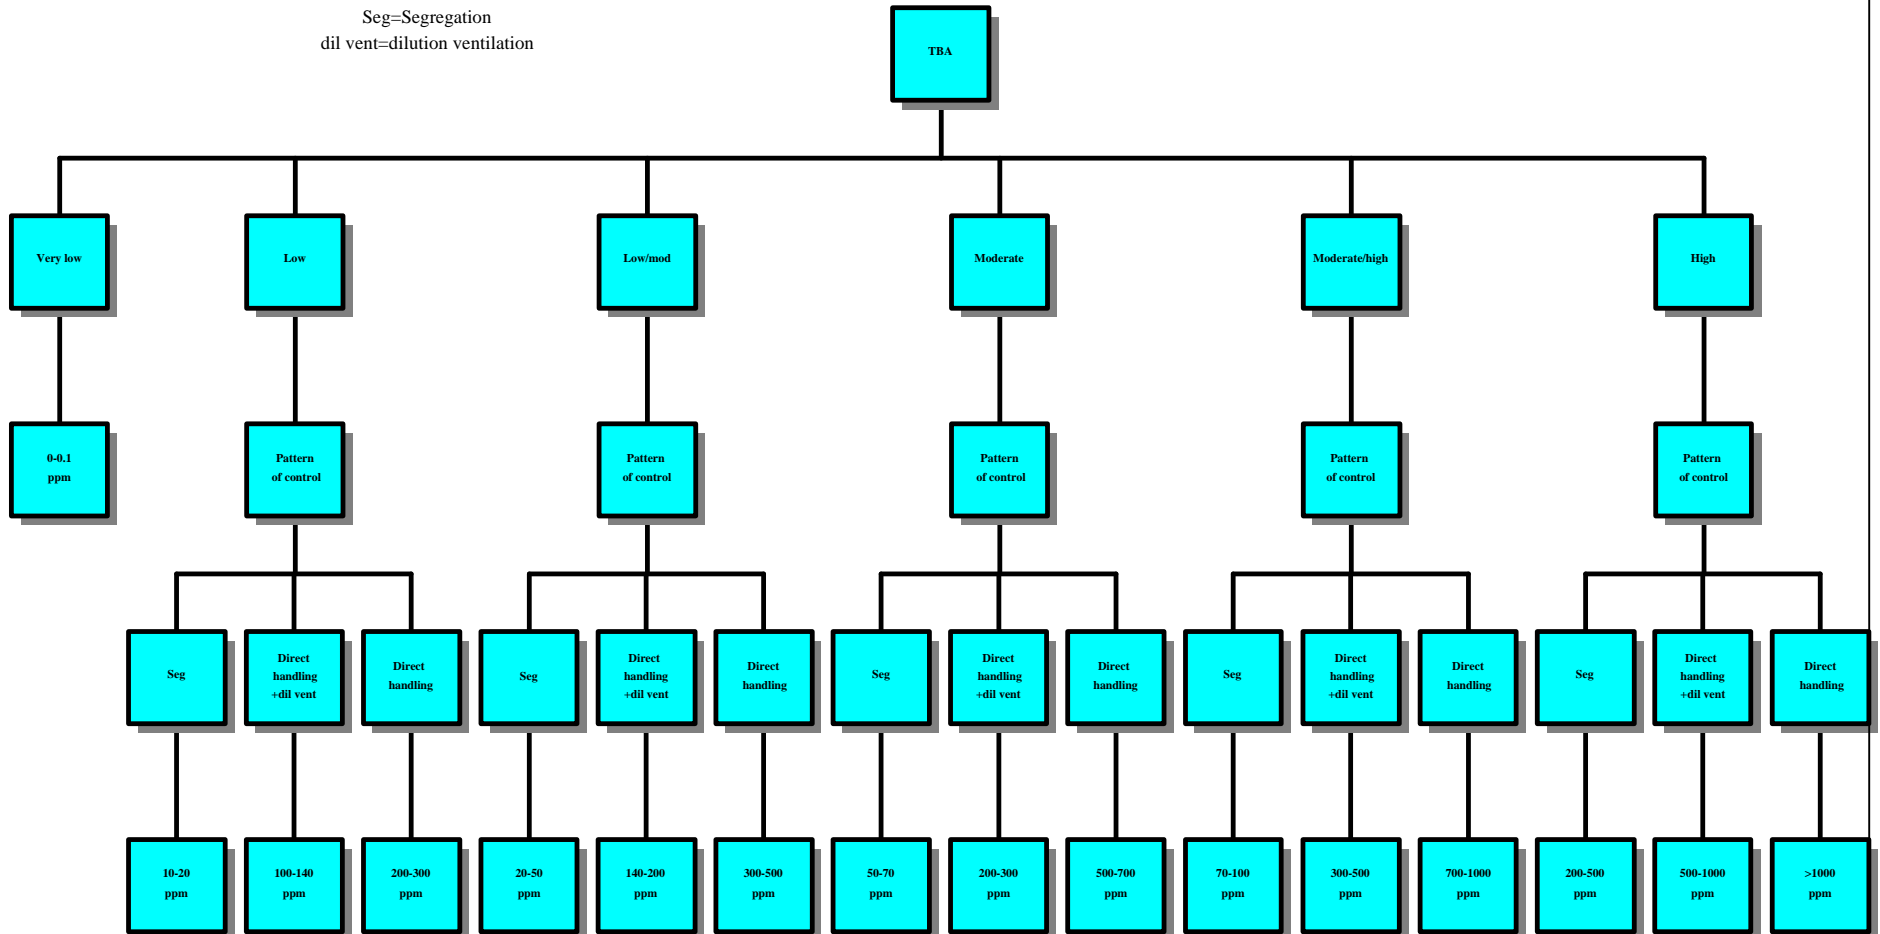 Seg=Segregation
dil vent=dilution ventilation
TBA
Very low
Low
Low/mod
Moderate
Moderate/high
High
0-0.1
ppm
Pattern
of control
Pattern
of control
Pattern
of control
Pattern
of control
Pattern
of control
Seg
Direct
handling
+dil vent
Direct
handling
Seg
Direct
handling
+dil vent
Direct
handling
Seg
Direct
handling
+dil vent
Direct
handling
Seg
Direct
handling
+dil vent
Direct
handling
Seg
Direct
handling
+dil vent
Direct
handling
10-20
ppm
100-140
ppm
200-300
ppm
20-50
ppm
140-200
ppm
300-500
ppm
50-70
ppm
200-300
ppm
500-700
ppm
70-100
ppm
300-500
ppm
700-1000
ppm
200-500
ppm
500-1000
ppm
>1000
ppm